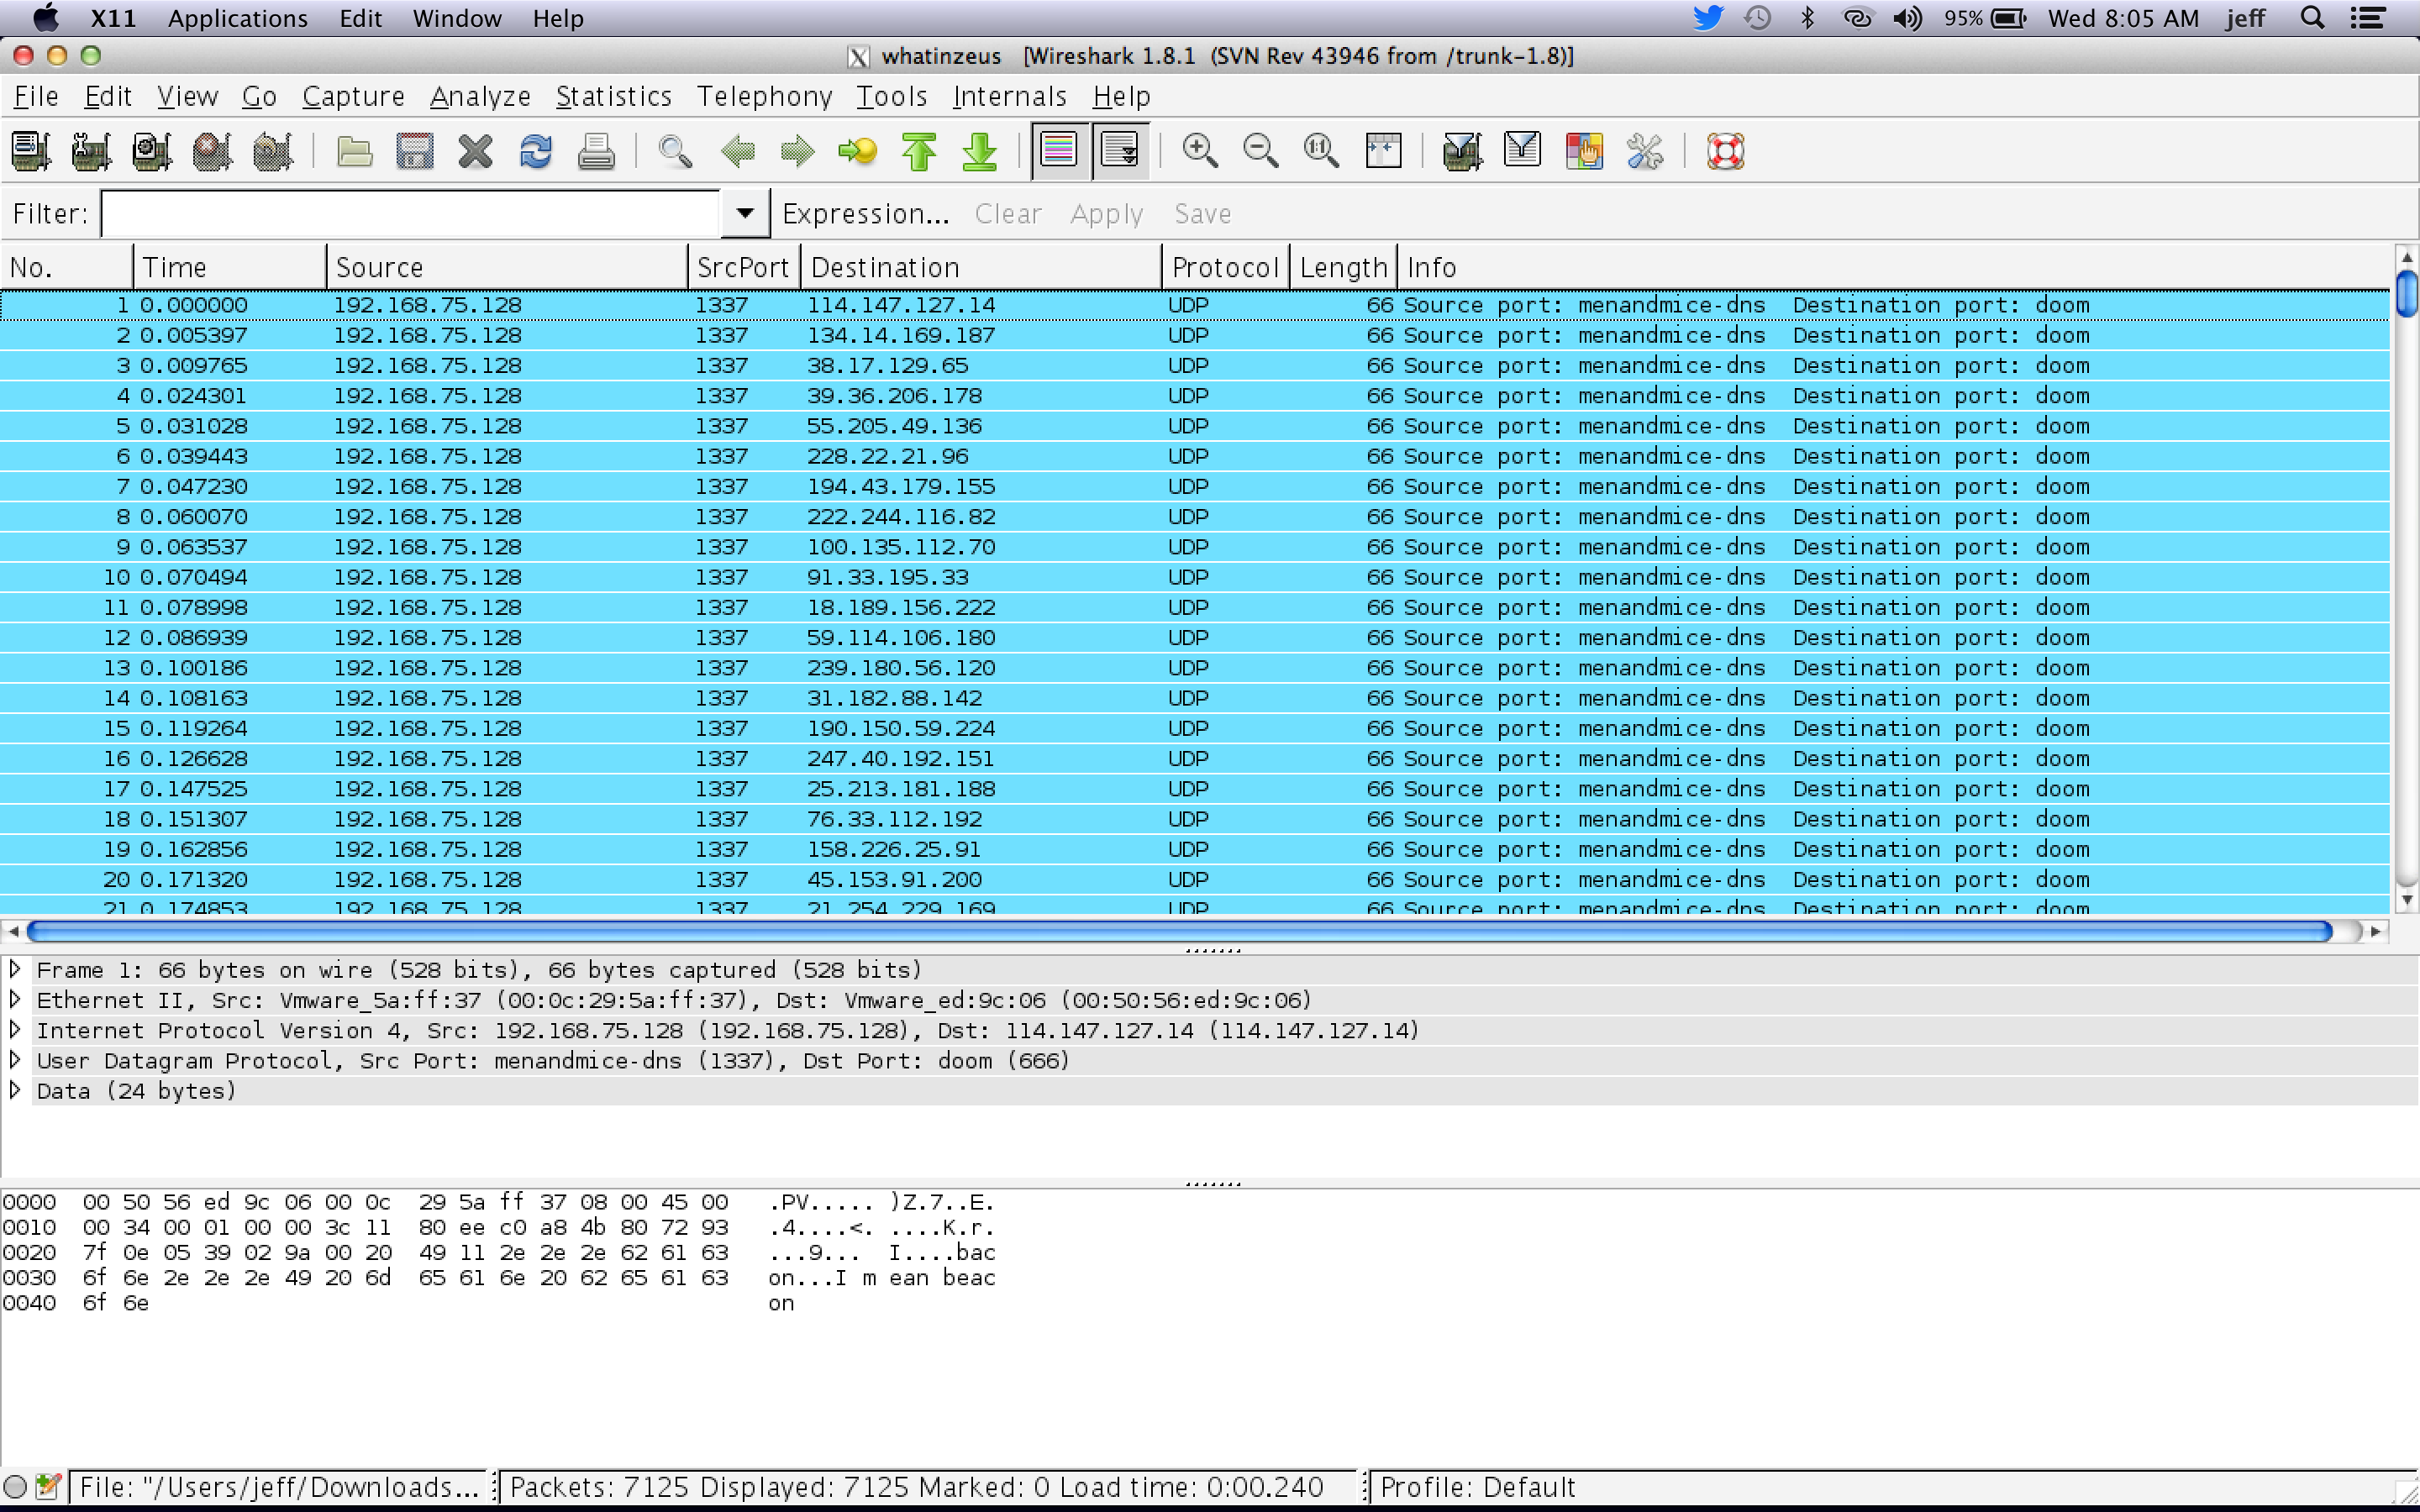 X11 Applications Edit Window Help 95% Wed 8:05 AM jeff
whatinzeus [Wireshark 1.8.1 (SVN Rev 43946 from /trunk-1.8)]
File Edit View Go Capture Analyze Statistics Telephony Tools Internals Help
Filter: Expression... Clear Apply Save
No. Time Source SrcPort Destination Protocol Length Info
1 0.000000 192.168.75.128 1337 114.147.127.14 UDP 66 Source port: menandmice-dns Destination port: doom
2 0.005397 192.168.75.128 1337 134.14.169.187 UDP 66 Source port: menandmice-dns Destination port: doom
3 0.009765 192.168.75.128 1337 38.17.129.65 UDP 66 Source port: menandmice-dns Destination port: doom
4 0.024301 192.168.75.128 1337 39.36.206.178 UDP 66 Source port: menandmice-dns Destination port: doom
5 0.031028 192.168.75.128 1337 55.205.49.136 UDP 66 Source port: menandmice-dns Destination port: doom
6 0.039443 192.168.75.128 1337 228.22.21.96 UDP 66 Source port: menandmice-dns Destination port: doom
7 0.047230 192.168.75.128 1337 194.43.179.155 UDP 66 Source port: menandmice-dns Destination port: doom
8 0.060070 192.168.75.128 1337 222.244.116.82 UDP 66 Source port: menandmice-dns Destination port: doom
9 0.063537 192.168.75.128 1337 100.135.112.70 UDP 66 Source port: menandmice-dns Destination port: doom
10 0.070494 192.168.75.128 1337 91.33.195.33 UDP 66 Source port: menandmice-dns Destination port: doom
11 0.078998 192.168.75.128 1337 18.189.156.222 UDP 66 Source port: menandmice-dns Destination port: doom
12 0.086939 192.168.75.128 1337 59.114.106.180 UDP 66 Source port: menandmice-dns Destination port: doom
13 0.100186 192.168.75.128 1337 239.180.56.120 UDP 66 Source port: menandmice-dns Destination port: doom
14 0.108163 192.168.75.128 1337 31.182.88.142 UDP 66 Source port: menandmice-dns Destination port: doom
15 0.119264 192.168.75.128 1337 190.150.59.224 UDP 66 Source port: menandmice-dns Destination port: doom
16 0.126628 192.168.75.128 1337 247.40.192.151 UDP 66 Source port: menandmice-dns Destination port: doom
17 0.147525 192.168.75.128 1337 25.213.181.188 UDP 66 Source port: menandmice-dns Destination port: doom
18 0.151307 192.168.75.128 1337 76.33.112.192 UDP 66 Source port: menandmice-dns Destination port: doom
19 0.162856 192.168.75.128 1337 158.226.25.91 UDP 66 Source port: menandmice-dns Destination port: doom
20 0.171320 192.168.75.128 1337 45.153.91.200 UDP 66 Source port: menandmice-dns Destination port: doom
21 0.174853 192.168.75.128 1337 21.254.229.169 UDP 66 Source port: menandmice-dns Destination port: doom
Frame 1: 66 bytes on wire (528 bits), 66 bytes captured (528 bits)
Ethernet II, Src: Vmware_5a:ff:37 (00:0c:29:5a:ff:37), Dst: Vmware_ed:9c:06 (00:50:56:ed:9c:06)
Internet Protocol Version 4, Src: 192.168.75.128 (192.168.75.128), Dst: 114.147.127.14 (114.147.127.14)
User Datagram Protocol, Src Port: menandmice-dns (1337), Dst Port: doom (666)
Data (24 bytes)
0000 00 50 56 ed 9c 06 00 0c 29 5a ff 37 08 00 45 00 .PV..... )Z.7..E.
0010 00 34 00 01 00 00 3c 11 80 ee c0 a8 4b 80 72 93 .4....<. ....K.r.
0020 7f 0e 05 39 02 9a 00 20 49 11 2e 2e 2e 62 61 63 ...9... I....bac
0030 6f 6e 2e 2e 2e 49 20 6d 65 61 6e 20 62 65 61 63 on...I m ean beac
0040 6f 6e on
File: "/Users/jeff/Downloads... Packets: 7125 Displayed: 7125 Marked: 0 Load time: 0:00.240 Profile: Default